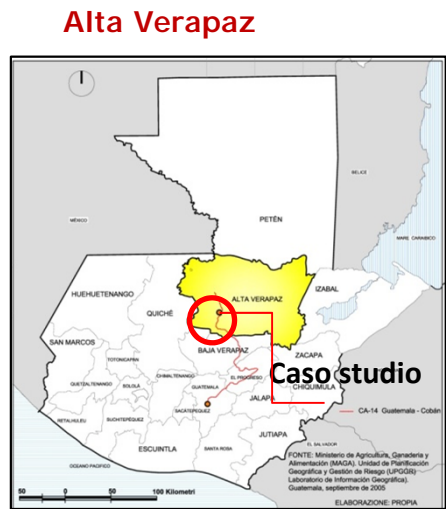 Alta Verapaz
BELICE
PETÉN
MÉXICO
MARE CARAIBICO
HUEHUETENANGO
QUICHÉ
ALTA VERAPAZ
IZABAL
SAN MARCOS
BAJA VERAPAZ
ZACAPA
TOTONICAPAN
QUETZALTENANGO
SOLOLÁ
CHIMALTENANGO
GUATEMALA
EL PROGRESO
Caso studio
CHIQUIMULA
SACATEPEQUEZ
JALAPA
CA-14 Guatemala - Cobán
RETALHULEU
SUCHITEPÉQUEZ
JUTIAPA
ESCUINTLA
SANTA ROSA
EL SALVADOR
OCEANO PACIFICO
FONTE: Ministerio de Agricultura, Ganaderia y
Alimentación (MAGA). Unidad de Planificación
Geográfica y Gestión de Riesgo (UPGGR)
Laboratorio de Información Geográfica).
Guatemala, septiembre de 2005
50 0 50 100 Kilometri
ELABORAZIONE: PROPIA